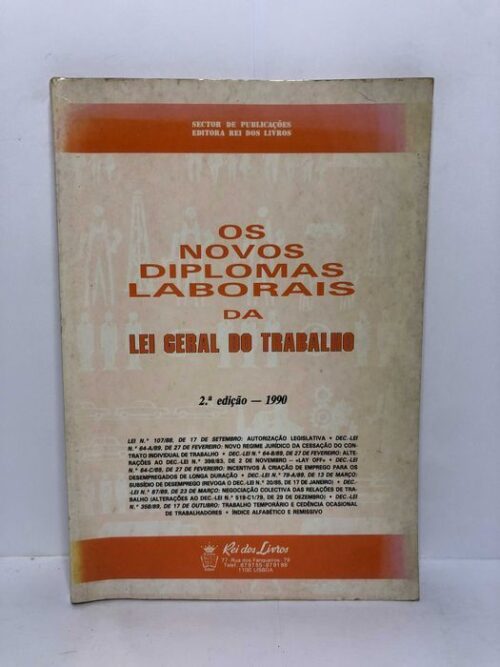 SECTOR DE PUBLICAÇÕES
EDITORA REI DOS LIVROS
OS
NOVOS
DIPLOMAS
LABORAIS
DA
LEI GERAL DO TRABALHO
2.ª edição — 1990
LEI N.º 107/88, DE 17 DE SETEMBRO: AUTORIZAÇÃO LEGISLATIVA • DEC.-LEI
N.º 64-A/89, DE 27 DE FEVEREIRO: NOVO REGIME JURÍDICO DA CESSAÇÃO DO CON-
TRATO INDIVIDUAL DE TRABALHO • DEC.-LEI N.º 64-B/89, DE 27 DE FEVEREIRO: ALTE-
RAÇÕES AO DEC.-LEI N.º 398/83, DE 2 DE NOVEMBRO – «LAY OFF» • DEC.-LEI
N.º 64-C/89, DE 27 DE FEVEREIRO: INCENTIVOS À CRIAÇÃO DE EMPREGO PARA OS
DESEMPREGADOS DE LONGA DURAÇÃO • DEC.-LEI N.º 79-A/89, DE 13 DE MARÇO:
SUBSÍDIO DE DESEMPREGO (REVOGA O DEC.-LEI N.º 20/85, DE 17 DE JANEIRO) • DEC.-
LEI N.º 87/89, DE 23 DE MARÇO: NEGOCIAÇÃO COLECTIVA DAS RELAÇÕES DE TRA-
BALHO (ALTERAÇÕES AO DEC.-LEI N.º 519-C1/79, DE 29 DE DEZEMBRO) • DEC.-LEI
N.º 358/89, DE 17 DE OUTUBRO: TRABALHO TEMPORÁRIO E CEDÊNCIA OCASIONAL
DE TRABALHADORES • ÍNDICE ALFABÉTICO E REMISSIVO
Rei dos Livros
77, Rua dos Fanqueiros, 79
Telef.
1100 LISBOA